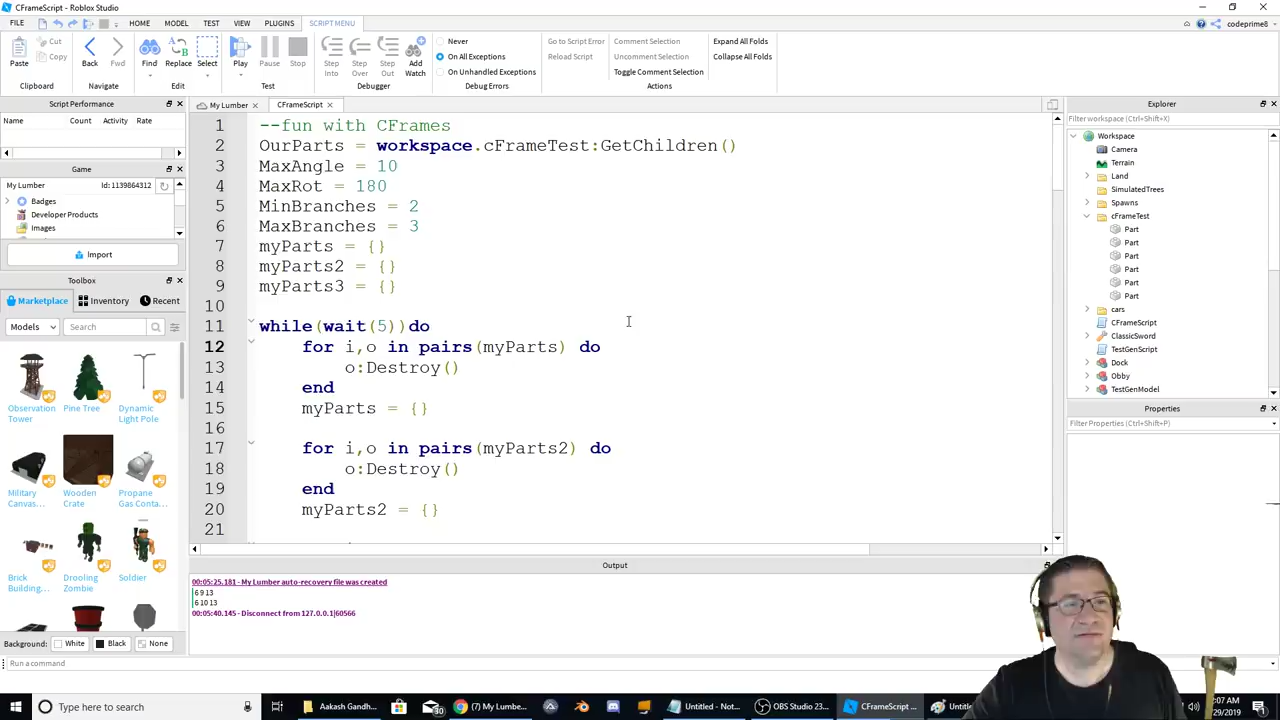 CFrameScript - Roblox Studio
FILE HOME MODEL TEST VIEW PLUGINS SCRIPT MENU codeprime8
Paste Cut Copy Back Fwd Find Replace Select Play Pause Stop Step Into Step Over Step Out Add Watch
Never
On All Exceptions
On Unhandled Exceptions
Go to Script Error
Reload Script
Comment Selection
Uncomment Selection
Toggle Comment Selection
Expand All Folds
Collapse All Folds
Clipboard Navigate Edit Test Debugger Debug Errors Actions
Script Performance
Name Count Activity Rate
Game
My Lumber Id: 1139864312
Badges
Developer Products
Images
Import
Toolbox
Marketplace Inventory Recent
Models Search
Observation Tower
Pine Tree
Dynamic Light Pole
Military Canvas...
Wooden Crate
Propane Gas Conta...
Brick Building...
Drooling Zombie
Soldier
Background: White Black None
My Lumber CFrameScript
1 --fun with CFrames
2 OurParts = workspace.cFrameTest:GetChildren()
3 MaxAngle = 10
4 MaxRot = 180
5 MinBranches = 2
6 MaxBranches = 3
7 myParts = {}
8 myParts2 = {}
9 myParts3 = {}
10
11 while(wait(5))do
12 for i,o in pairs(myParts) do
13 o:Destroy()
14 end
15 myParts = {}
16
17 for i,o in pairs(myParts2) do
18 o:Destroy()
19 end
20 myParts2 = {}
21
Output
00:05:25.181 - My Lumber auto-recovery file was created
6 9 13
6 10 13
00:05:40.145 - Disconnect from 127.0.0.1|60566
Explorer
Filter workspace (Ctrl+Shift+X)
Workspace
Camera
Terrain
Land
SimulatedTrees
Spawns
cFrameTest
Part
Part
Part
Part
Part
Part
cars
CFrameScript
ClassicSword
TestGenScript
Dock
Obby
TestGenModel
Properties
Filter Properties (Ctrl+Shift+P)
Run a command
Type here to search
Aakash Gandh...
30
(7) My Lumbe...
Untitled - Not...
OBS Studio 23...
CFrameScript ...